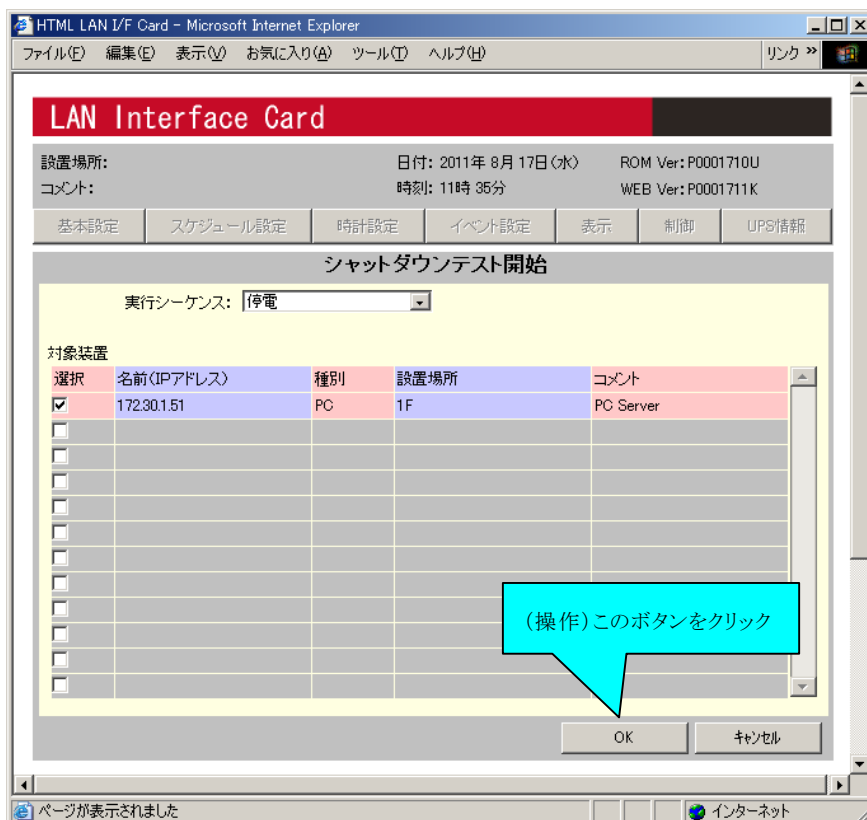 HTML LAN I/F Card - Microsoft Internet Explorer
ファイル(F) 編集(E) 表示(V) お気に入り(A) ツール(T) ヘルプ(H) リンク »
LAN Interface Card
設置場所: 日付: 2011年 8月 17日(水) ROM Ver:P0001710U
コメント: 時刻: 11時 35分 WEB Ver:P0001711K
基本設定 スケジュール設定 時計設定 イベント設定 表示 制御 UPS情報
シャットダウンテスト開始
実行シーケンス: 停電
対象装置
選択 名前(IPアドレス) 種別 設置場所 コメント
172.30.1.51 PC 1F PC Server
(操作)このボタンをクリック
OK キャンセル
ページが表示されました インターネット